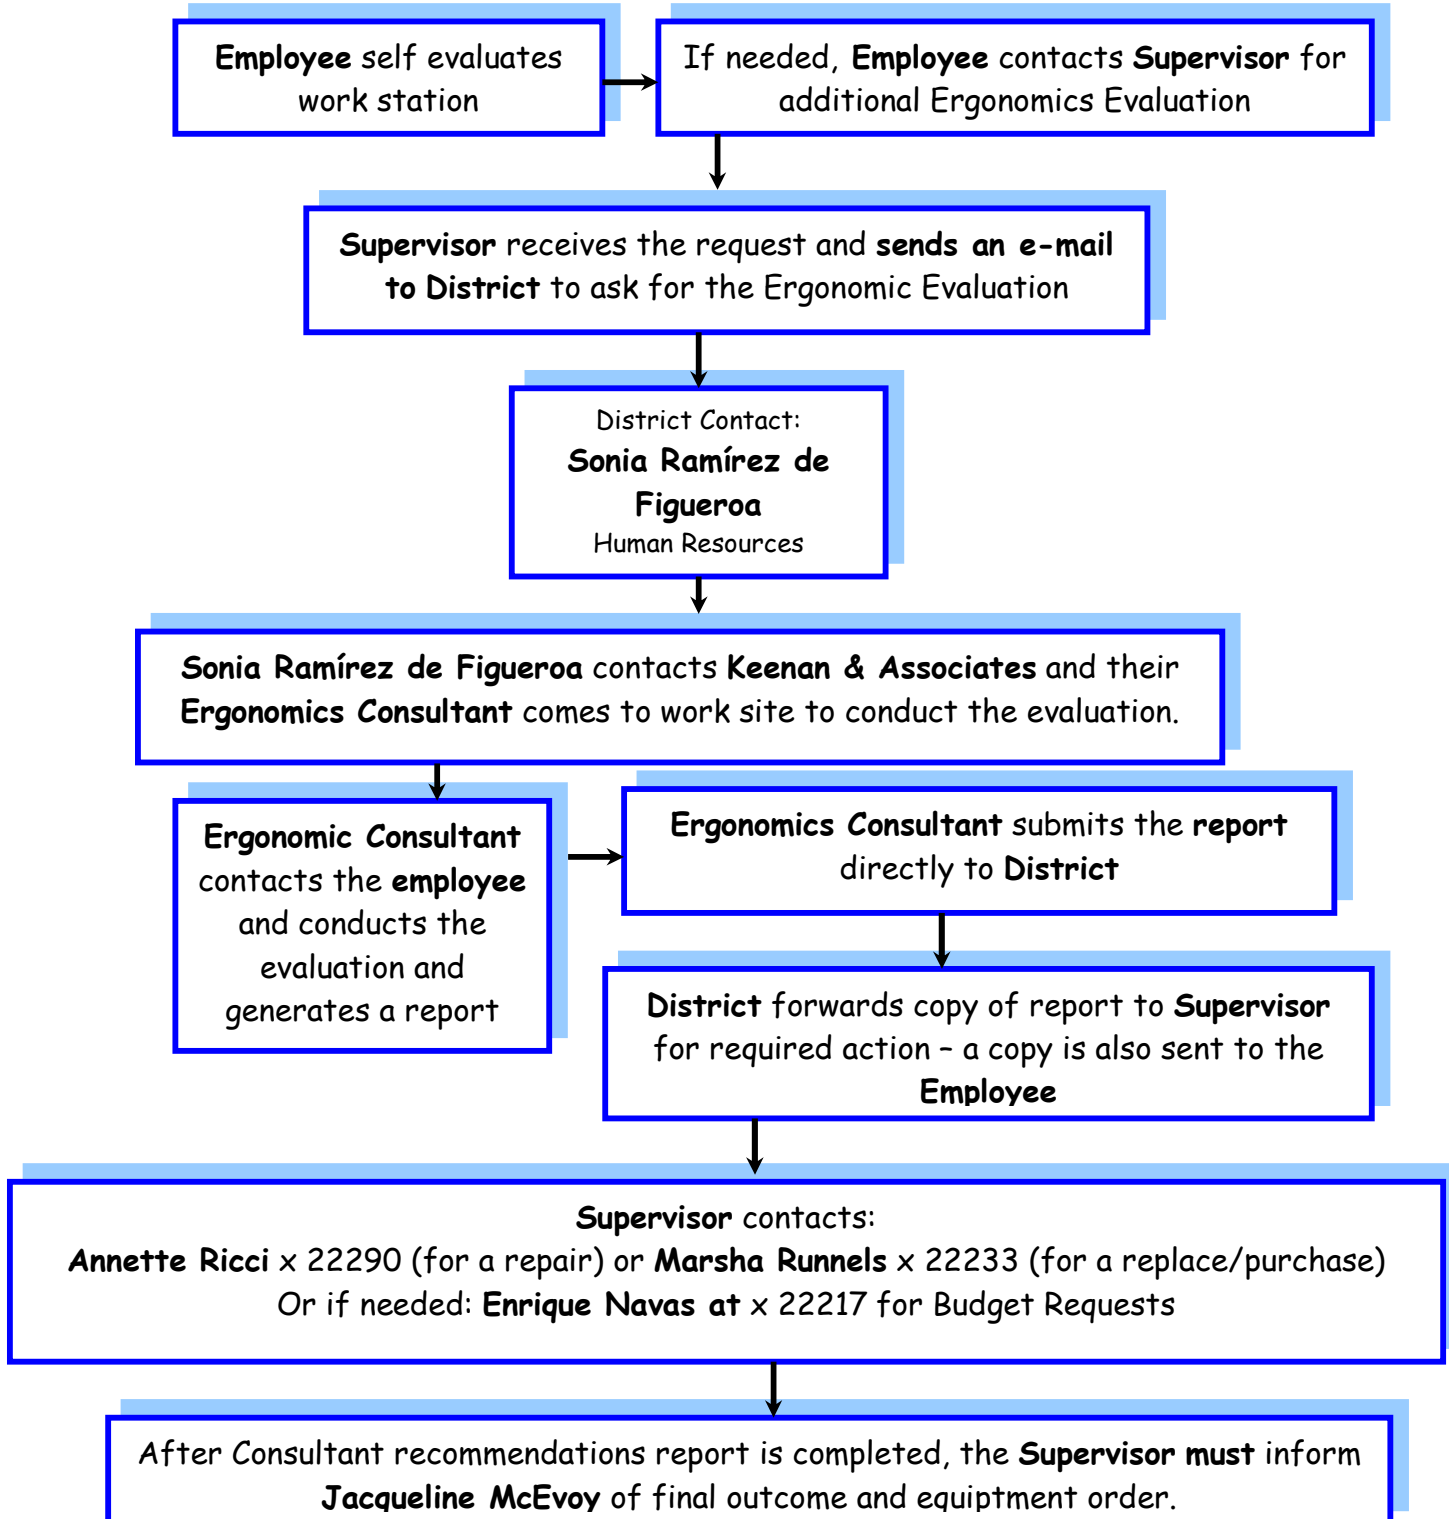 Employee self evaluates
work station
If needed, Employee contacts Supervisor for
additional Ergonomics Evaluation
Supervisor receives the request and sends an e-mail
to District to ask for the Ergonomic Evaluation
District Contact:
Sonia Ramírez de
Figueroa
Human Resources
Sonia Ramírez de Figueroa contacts Keenan & Associates and their
Ergonomics Consultant comes to work site to conduct the evaluation.
Ergonomic Consultant
contacts the employee
and conducts the
evaluation and
generates a report
Ergonomics Consultant submits the report
directly to District
District forwards copy of report to Supervisor
for required action – a copy is also sent to the
Employee
Supervisor contacts:
Annette Ricci x 22290 (for a repair) or Marsha Runnels x 22233 (for a replace/purchase)
Or if needed: Enrique Navas at x 22217 for Budget Requests
After Consultant recommendations report is completed, the Supervisor must inform
Jacqueline McEvoy of final outcome and equiptment order.